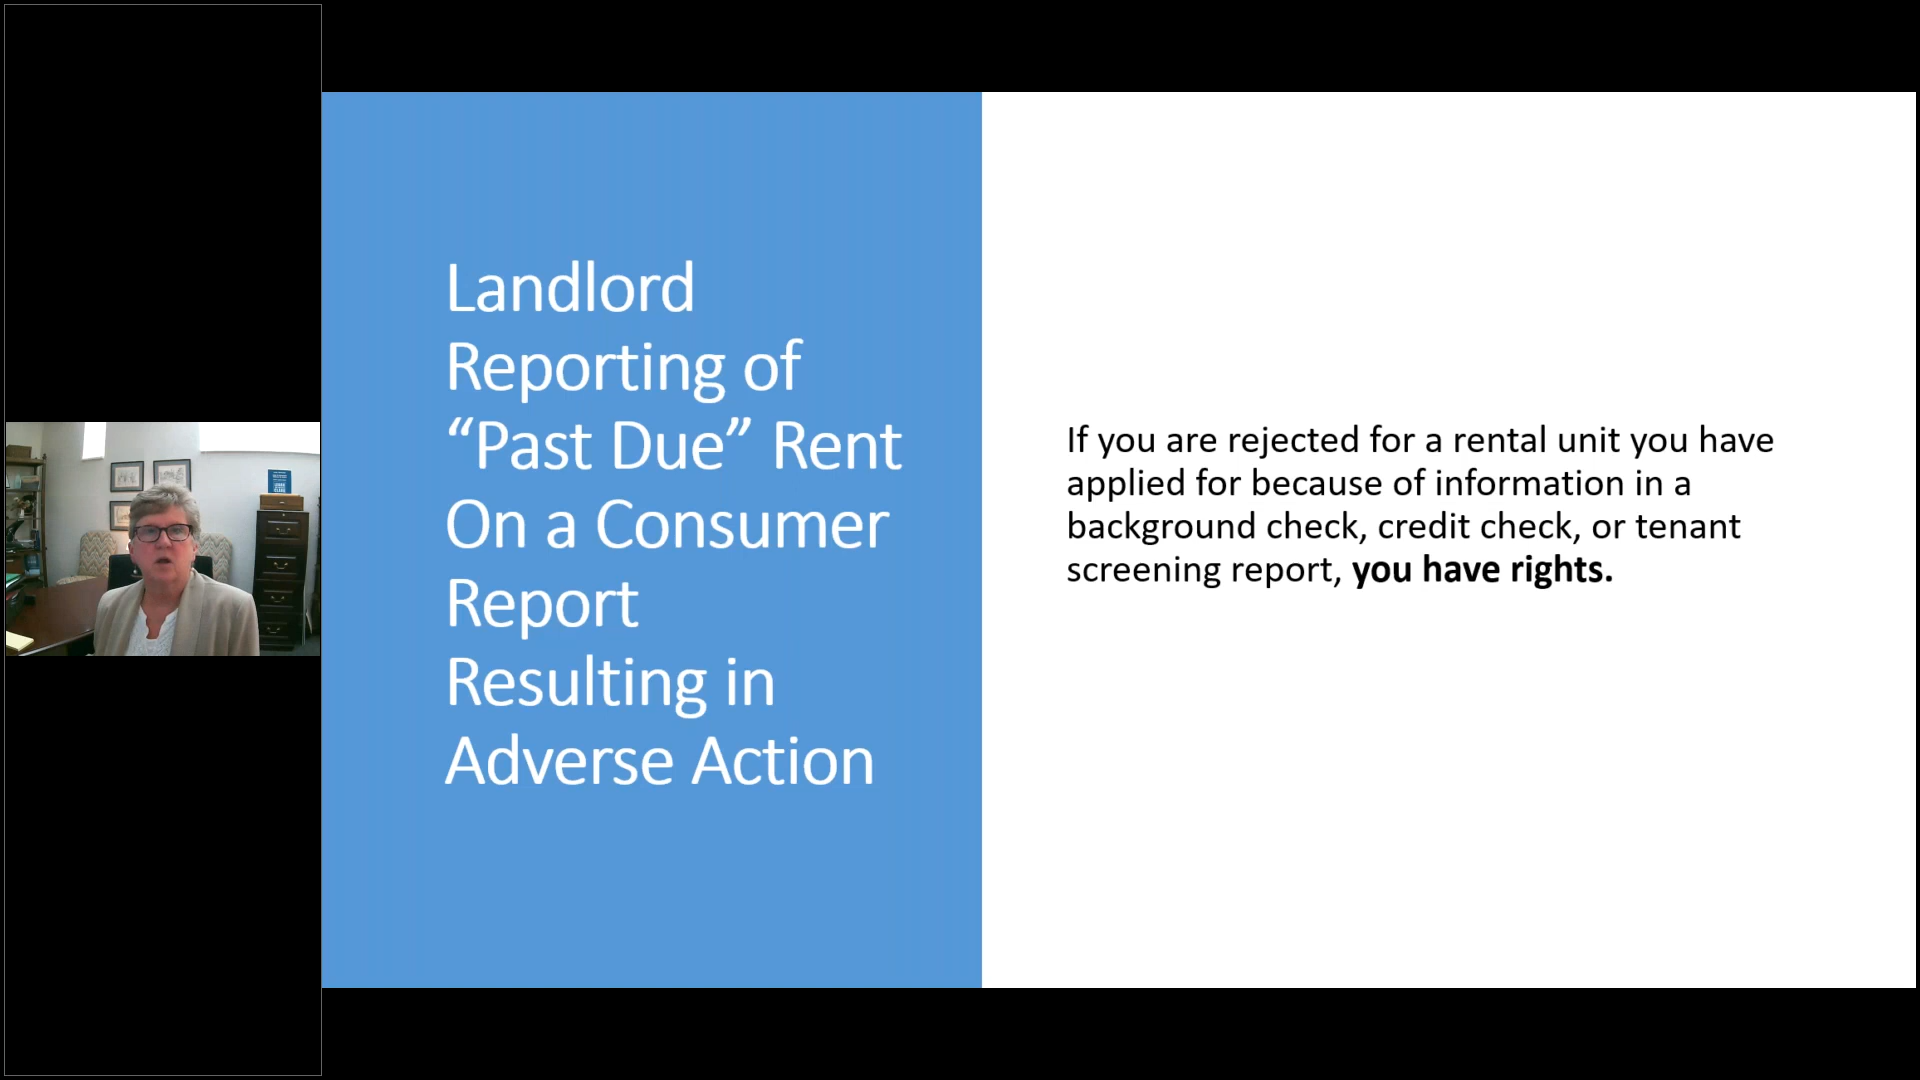 Landlord
Reporting of
“Past Due” Rent
On a Consumer
Report
Resulting in
Adverse Action
If you are rejected for a rental unit you have
applied for because of information in a
background check, credit check, or tenant
screening report, you have rights.